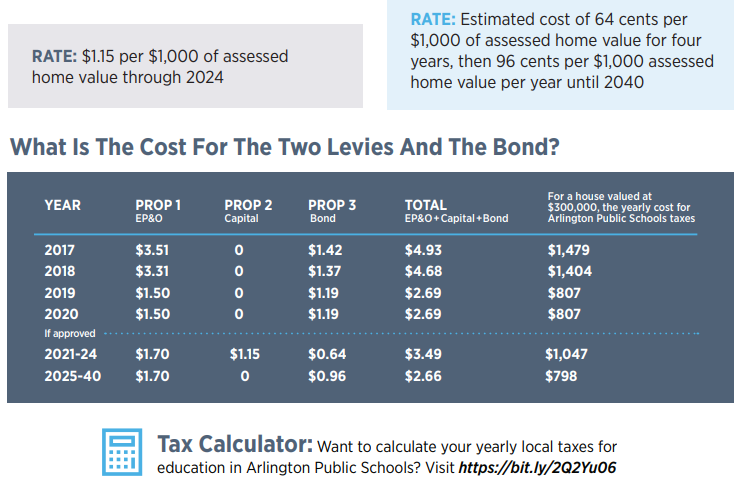 RATE: $1.15 per $1,000 of assessed
home value through 2024
RATE: Estimated cost of 64 cents per
$1,000 of assessed home value for four
years, then 96 cents per $1,000 assessed
home value per year until 2040
What Is The Cost For The Two Levies And The Bond?
YEAR PROP 1 EP&O PROP 2 Capital PROP 3 Bond TOTAL EP&O+Capital+Bond For a house valued at $300,000, the yearly cost for Arlington Public Schools taxes
2017 $3.51 0 $1.42 $4.93 $1,479
2018 $3.31 0 $1.37 $4.68 $1,404
2019 $1.50 0 $1.19 $2.69 $807
2020 $1.50 0 $1.19 $2.69 $807
If approved
2021-24 $1.70 $1.15 $0.64 $3.49 $1,047
2025-40 $1.70 0 $0.96 $2.66 $798
Tax Calculator: Want to calculate your yearly local taxes for
education in Arlington Public Schools? Visit https://bit.ly/2Q2Yu06